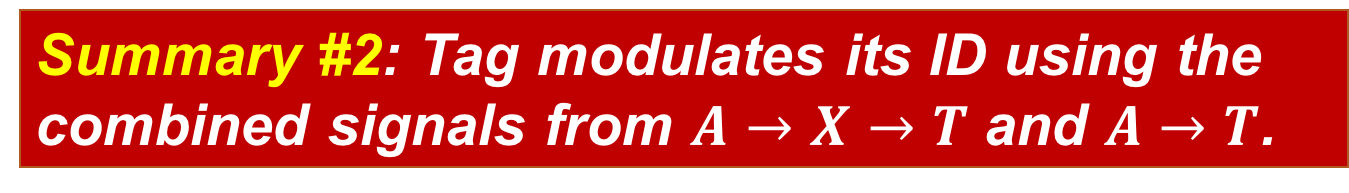 Summary #2: Tag modulates its ID using the
combined signals from A → X → T and A → T.